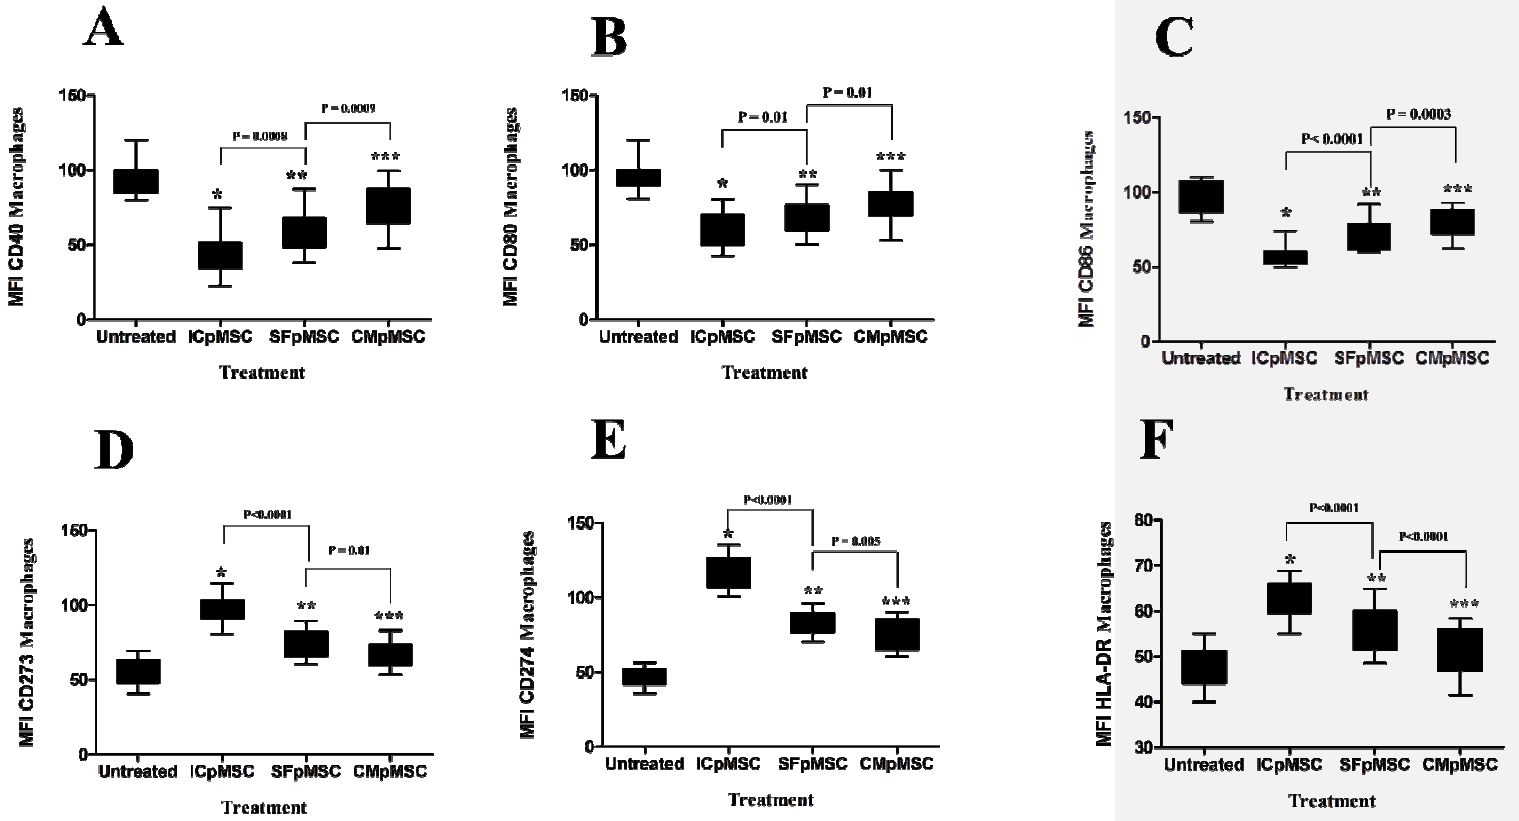 A
MFI CD40 Macrophages
150
100
50
0
P = 0.0008
P = 0.0009
*
**
***
Untreated ICpMSC SFpMSC CMpMSC
Treatment
B
MFI CD80 Macrophages
150
100
50
0
P = 0.01
P = 0.01
*
**
***
Untreated ICpMSC SFpMSC CMpMSC
Treatment
C
MFI CD86 Macrophages
150
100
50
0
P< 0.0001
P = 0.0003
*
**
***
Untreated ICpMSC SFpMSC CMpMSC
Treatment
D
MFI CD273 Macrophages
150
100
50
0
P<0.0001
P = 0.01
*
**
***
Untreated ICpMSC SFpMSC CMpMSC
Treatment
E
MFI CD274 Macrophages
150
100
50
0
P<0.0001
P = 0.005
*
**
***
Untreated ICpMSC SFpMSC CMpMSC
Treatment
F
MFI HLA-DR Macrophages
80
70
60
50
40
30
P<0.0001
P<0.0001
*
**
***
Untreated ICpMSC SFpMSC CMpMSC
Treatment